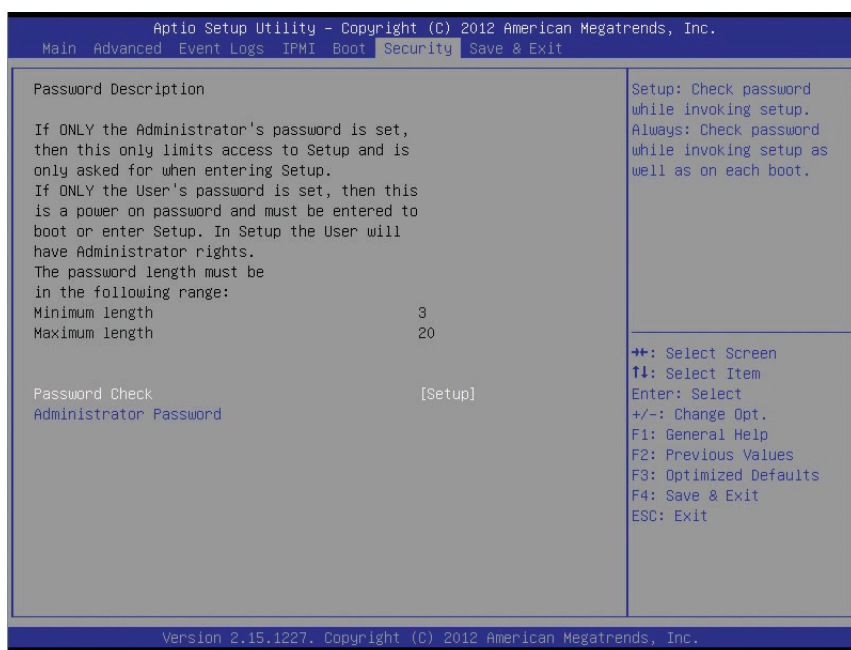 Aptio Setup Utility – Copyright (C) 2012 American Megatrends, Inc.
Main Advanced Event Logs IPMI Boot Security Save & Exit
Password Description
If ONLY the Administrator's password is set,
then this only limits access to Setup and is
only asked for when entering Setup.
If ONLY the User's password is set, then this
is a power on password and must be entered to
boot or enter Setup. In Setup the User will
have Administrator rights.
The password length must be
in the following range:
Minimum length 3
Maximum length 20
Password Check [Setup]
Administrator Password
Setup: Check password
while invoking setup.
Always: Check password
while invoking setup as
well as on each boot.
→←: Select Screen
↑↓: Select Item
Enter: Select
+/-: Change Opt.
F1: General Help
F2: Previous Values
F3: Optimized Defaults
F4: Save & Exit
ESC: Exit
Version 2.15.1227. Copyright (C) 2012 American Megatrends, Inc.